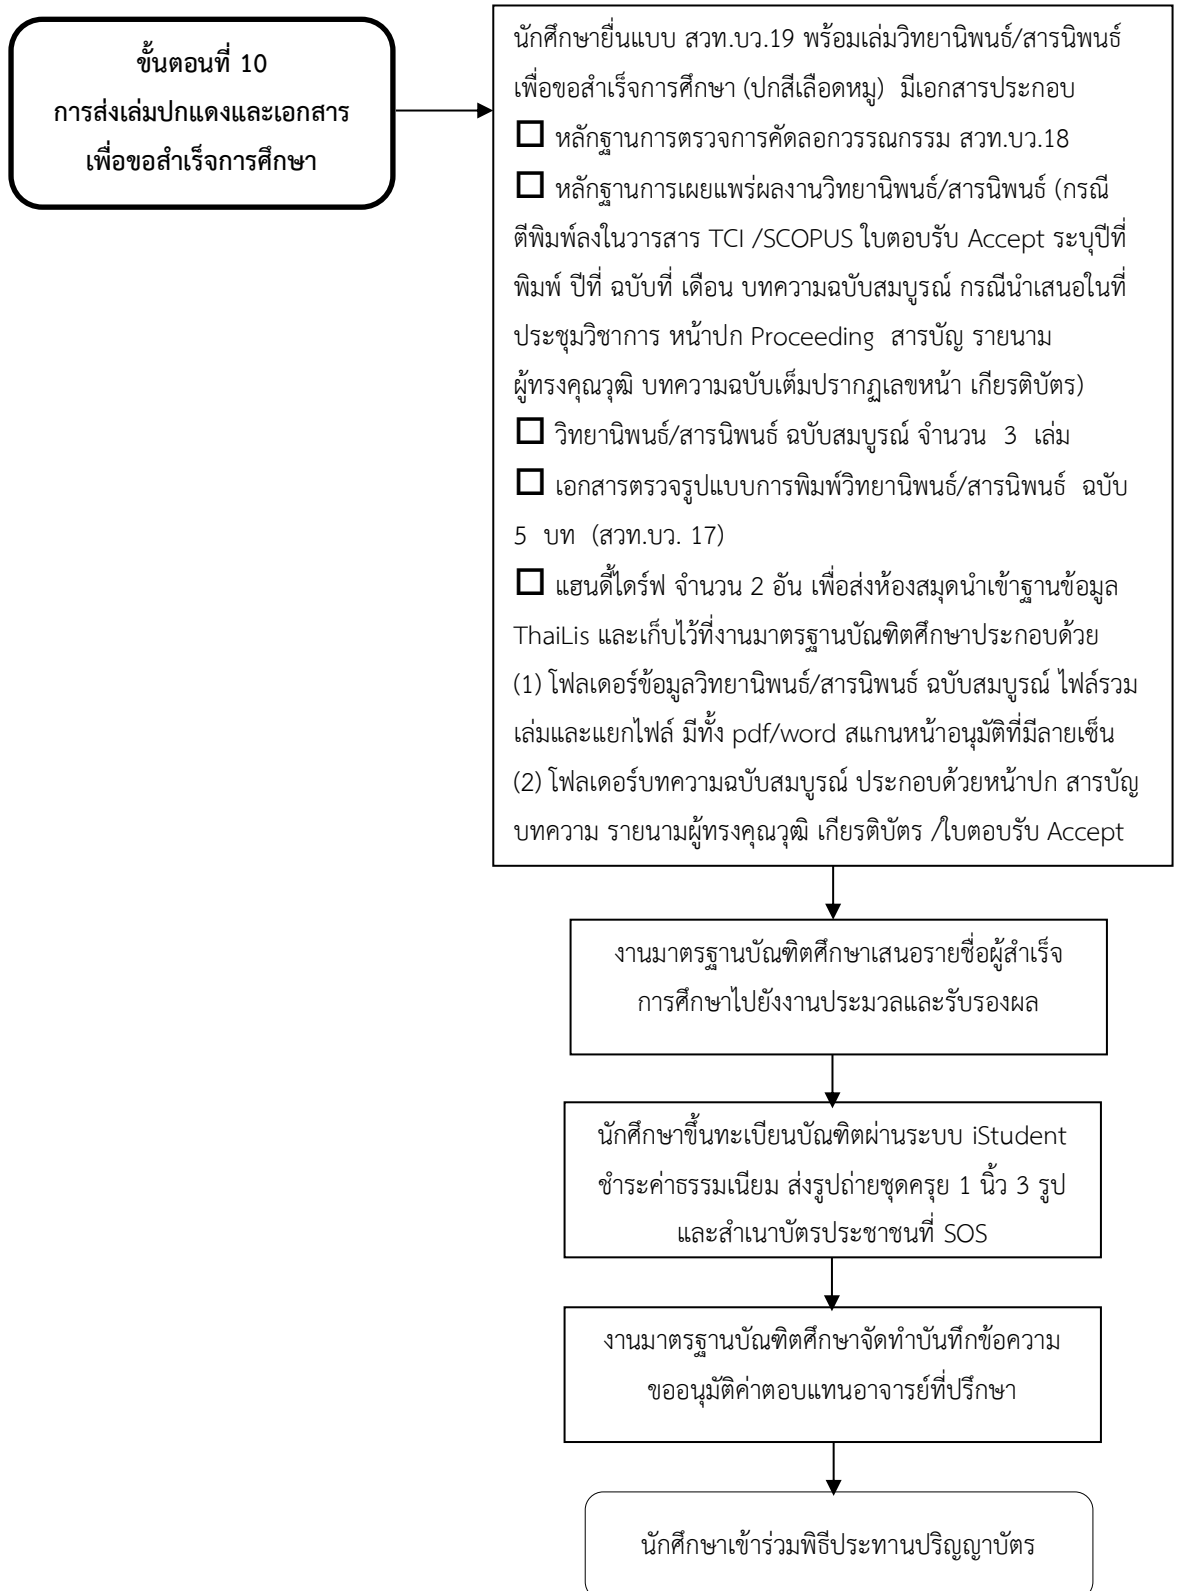 ขั้นตอนที่ 10
การส่งเล่มปกแดงและเอกสาร
เพื่อขอสำเร็จการศึกษา
นักศึกษายื่นแบบ สวท.บว.19 พร้อมเล่มวิทยานิพนธ์/สารนิพนธ์
เพื่อขอสำเร็จการศึกษา (ปกสีเลือดหมู) มีเอกสารประกอบ
☐ หลักฐานการตรวจการคัดลอกวรรณกรรม สวท.บว.18
☐ หลักฐานการเผยแพร่ผลงานวิทยานิพนธ์/สารนิพนธ์ (กรณี
ตีพิมพ์ลงในวารสาร TCI /SCOPUS ใบตอบรับ Accept ระบุปีที่
พิมพ์ ปีที่ ฉบับที่ เดือน บทความฉบับสมบูรณ์ กรณีนำเสนอในที่
ประชุมวิชาการ หน้าปก Proceeding สารบัญ รายนาม
ผู้ทรงคุณวุฒิ บทความฉบับเต็มปรากฏเลขหน้า เกียรติบัตร)
☐ วิทยานิพนธ์/สารนิพนธ์ ฉบับสมบูรณ์ จำนวน 3 เล่ม
☐ เอกสารตรวจรูปแบบการพิมพ์วิทยานิพนธ์/สารนิพนธ์ ฉบับ
5 บท (สวท.บว. 17)
☐ แฮนดี้ไดร์ฟ จำนวน 2 อัน เพื่อส่งห้องสมุดนำเข้าฐานข้อมูล
ThaiLis และเก็บไว้ที่งานมาตรฐานบัณฑิตศึกษาประกอบด้วย
(1) โฟลเดอร์ข้อมูลวิทยานิพนธ์/สารนิพนธ์ ฉบับสมบูรณ์ ไฟล์รวม
เล่มและแยกไฟล์ มีทั้ง pdf/word สแกนหน้าอนุมัติที่มีลายเซ็น
(2) โฟลเดอร์บทความฉบับสมบูรณ์ ประกอบด้วยหน้าปก สารบัญ
บทความ รายนามผู้ทรงคุณวุฒิ เกียรติบัตร /ใบตอบรับ Accept
งานมาตรฐานบัณฑิตศึกษาเสนอรายชื่อผู้สำเร็จ
การศึกษาไปยังงานประมวลและรับรองผล
นักศึกษาขึ้นทะเบียนบัณฑิตผ่านระบบ iStudent
ชำระค่าธรรมเนียม ส่งรูปถ่ายชุดครุย 1 นิ้ว 3 รูป
และสำเนาบัตรประชาชนที่ SOS
งานมาตรฐานบัณฑิตศึกษาจัดทำบันทึกข้อความ
ขออนุมัติค่าตอบแทนอาจารย์ที่ปรึกษา
นักศึกษาเข้าร่วมพิธีประทานปริญญาบัตร